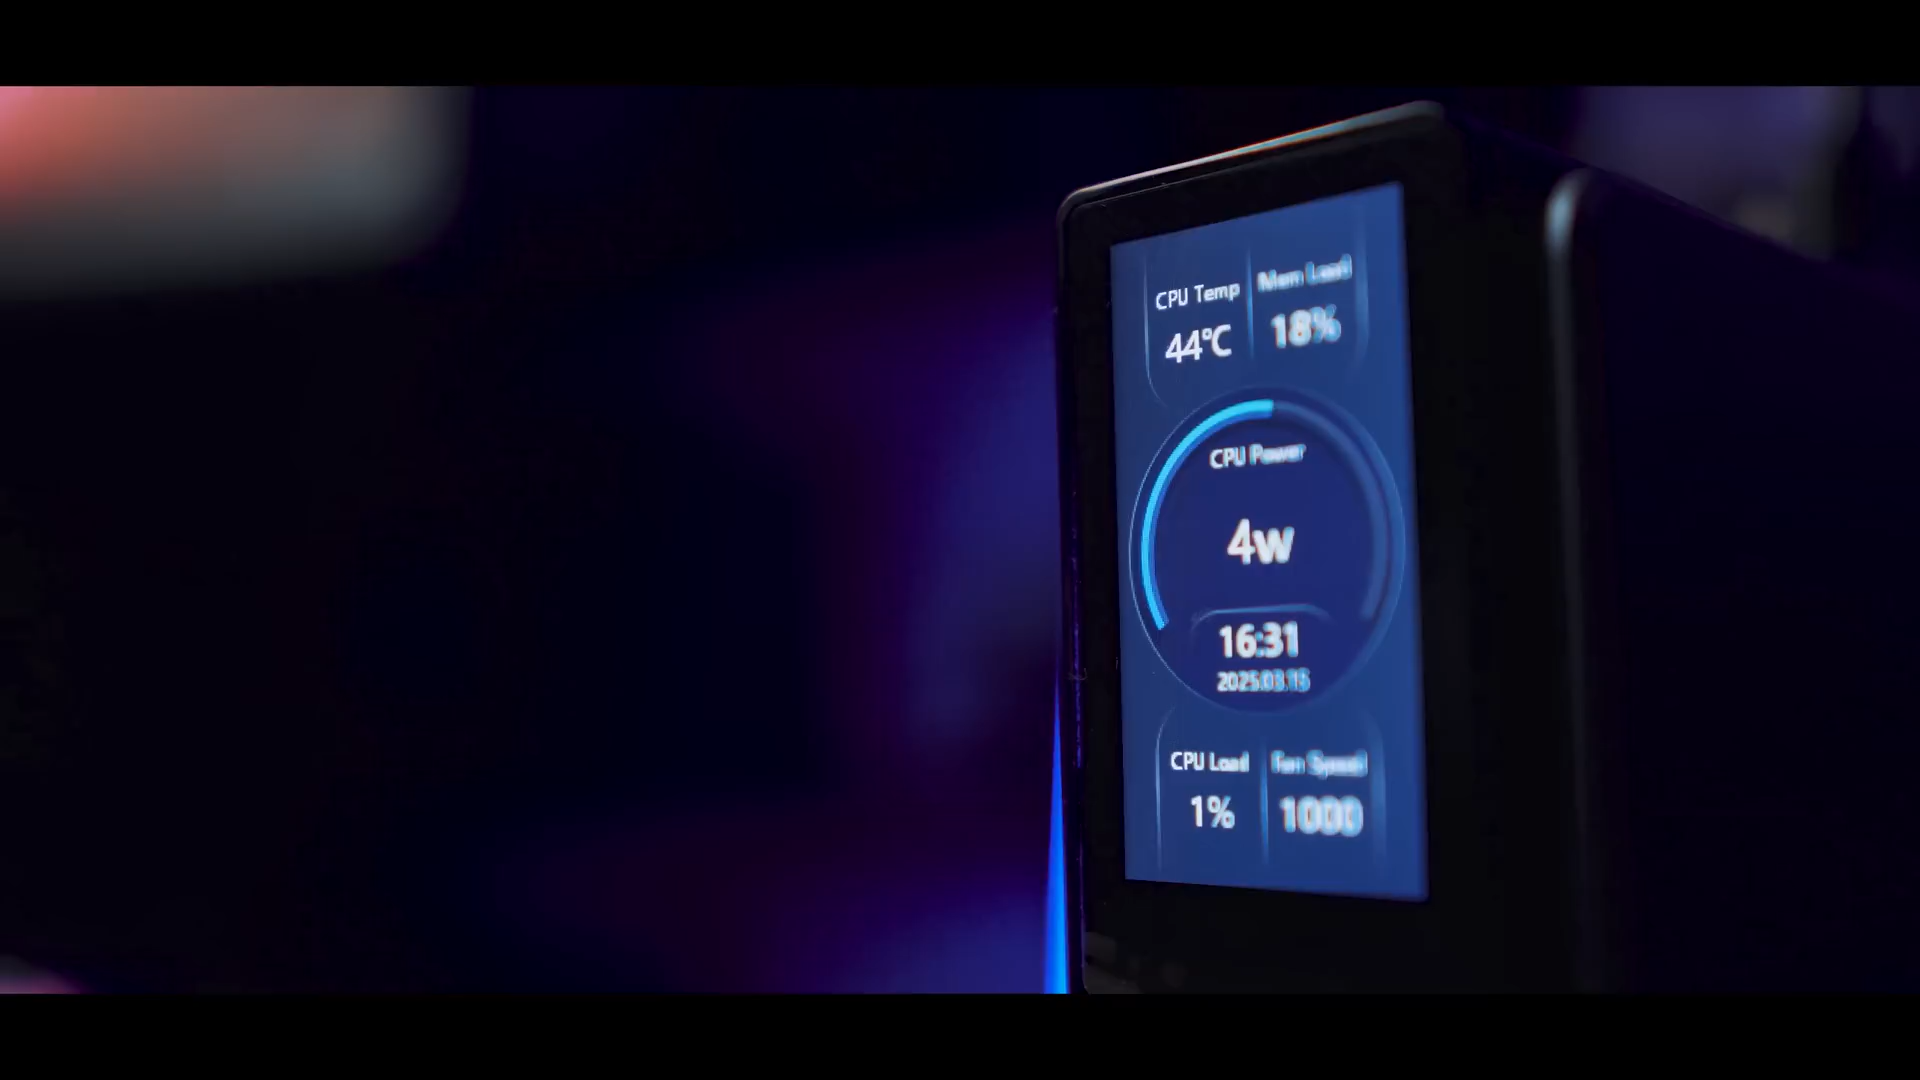 CPU Temp
44°C
Mem Load
18%
CPU Power
4w
16:31
2025.03.15
CPU Load
1%
Fan Speed
1000